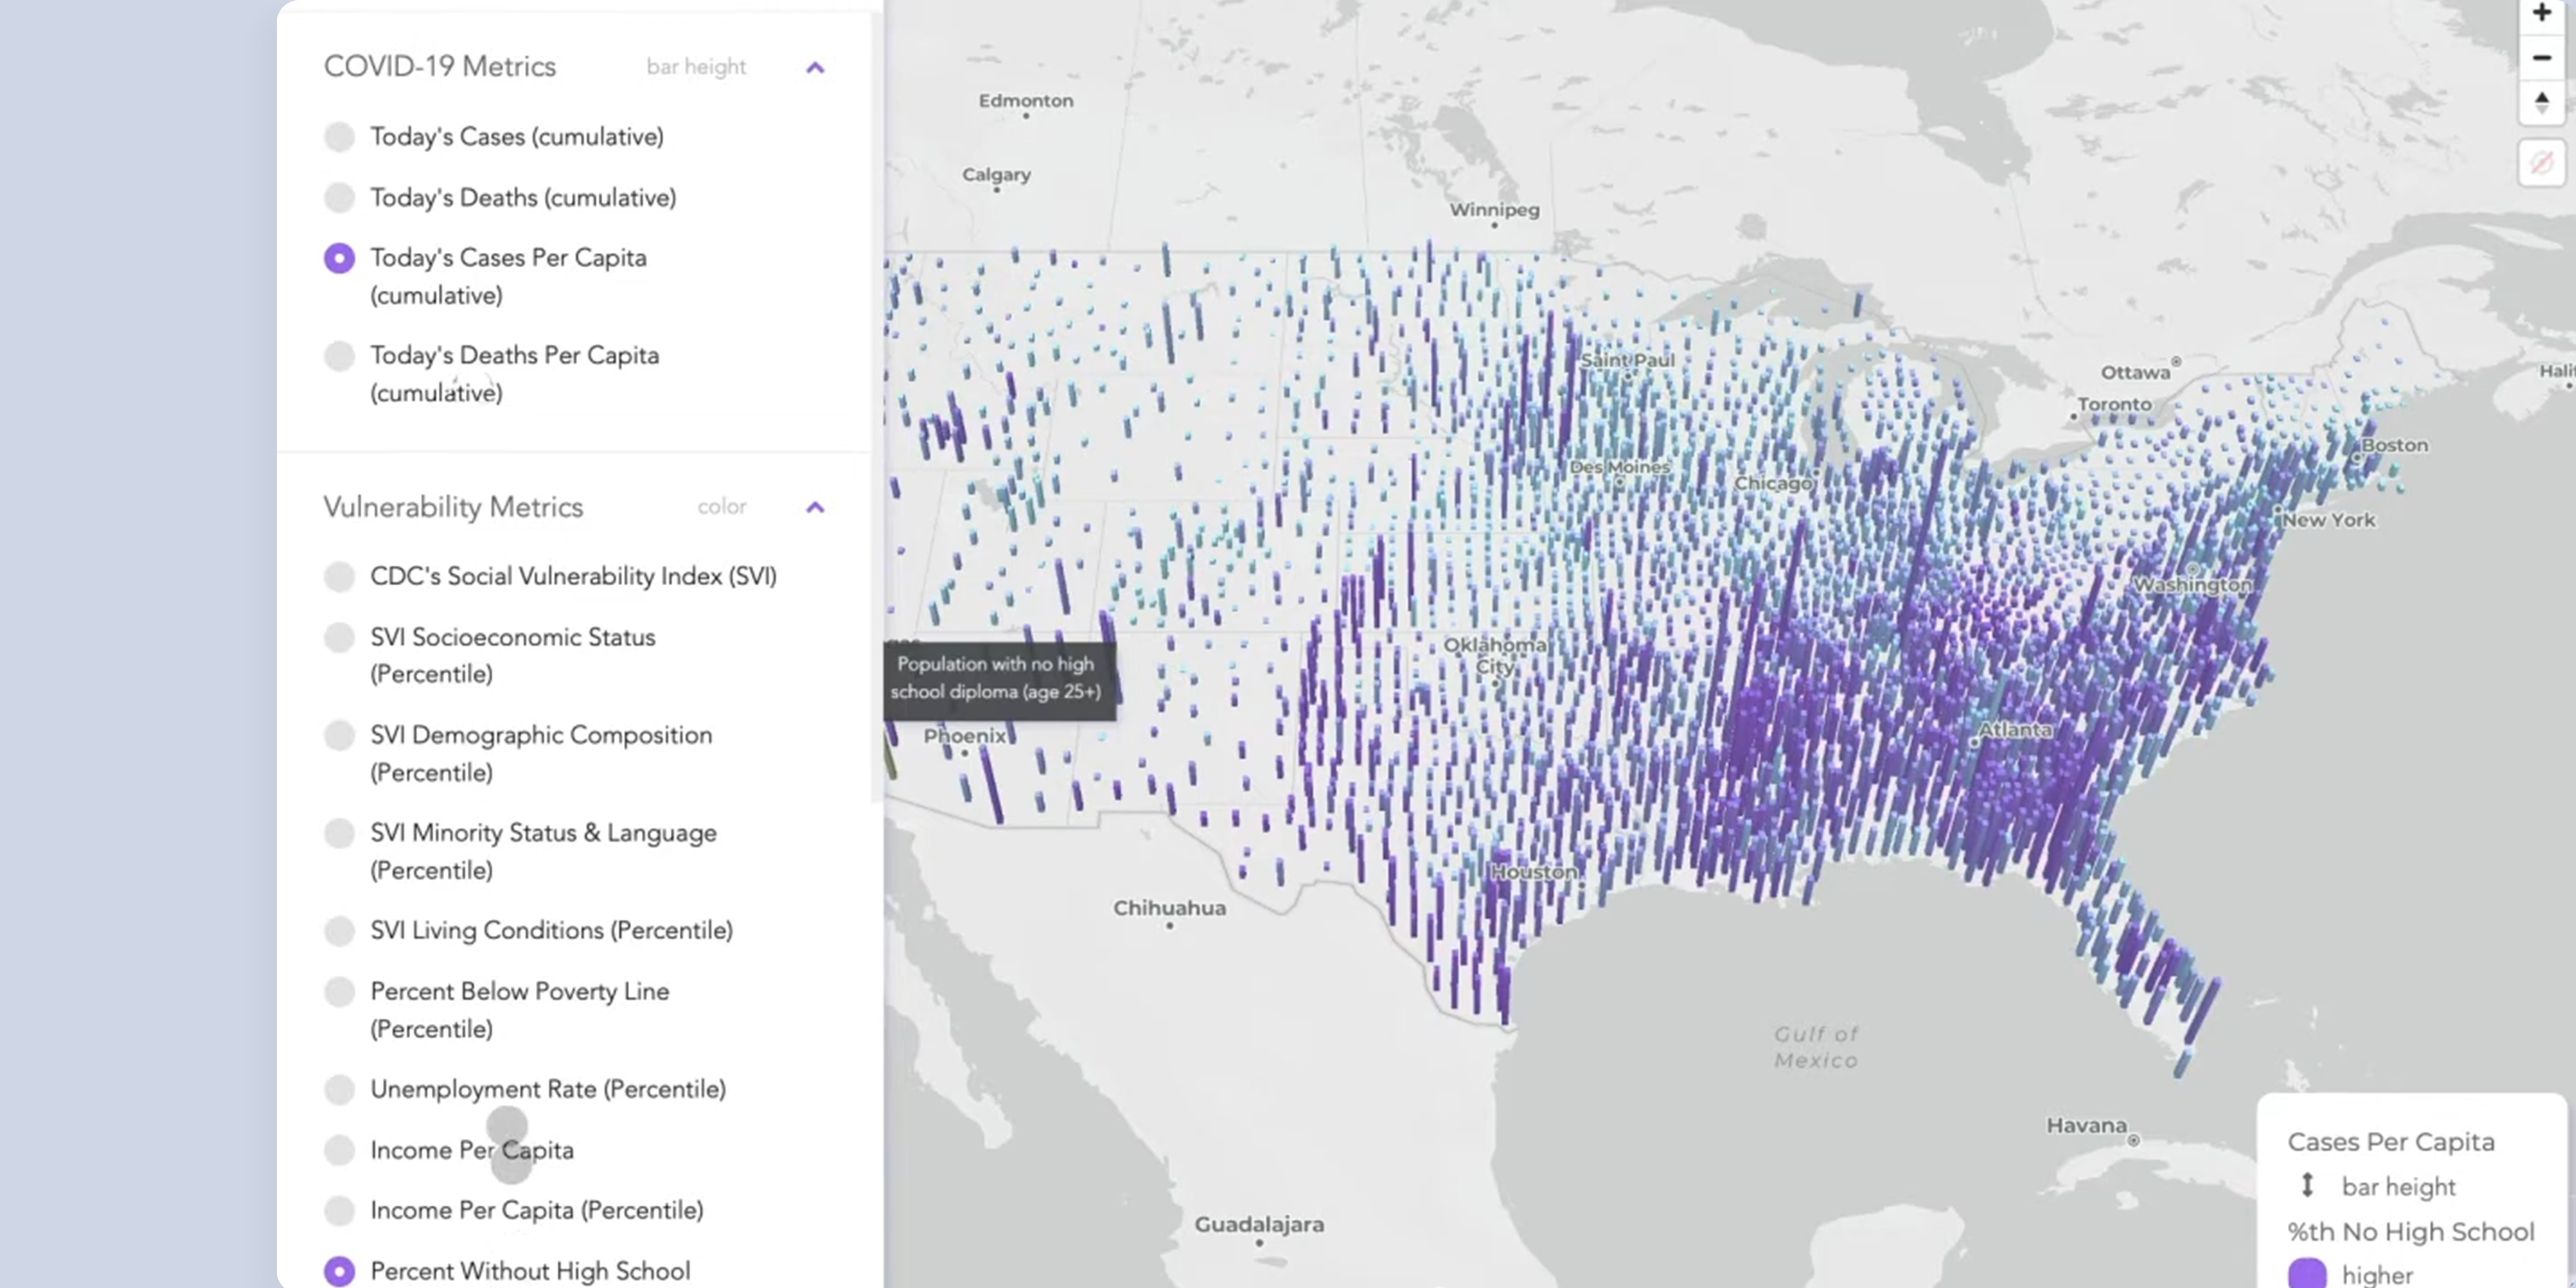 COVID-19 Metrics
bar height
Today's Cases (cumulative)
Today's Deaths (cumulative)
Today's Cases Per Capita
(cumulative)
Today's Deaths Per Capita
(cumulative)
Vulnerability Metrics
color
CDC's Social Vulnerability Index (SVI)
SVI Socioeconomic Status
(Percentile)
SVI Demographic Composition
(Percentile)
SVI Minority Status & Language
(Percentile)
SVI Living Conditions (Percentile)
Percent Below Poverty Line
(Percentile)
Unemployment Rate (Percentile)
Income Per Capita
Income Per Capita (Percentile)
Percent Without High School
Edmonton
Calgary
Winnipeg
Saint Paul
Ottawa
Toronto
Boston
Des Moines
Chicago
New York
Washington
Oklahoma
City
Population with no high
school diploma (age 25+)
Phoenix
Atlanta
Houston
Chihuahua
Gulf of
Mexico
Havana
Guadalajara
Cases Per Capita
bar height
%th No High School
higher